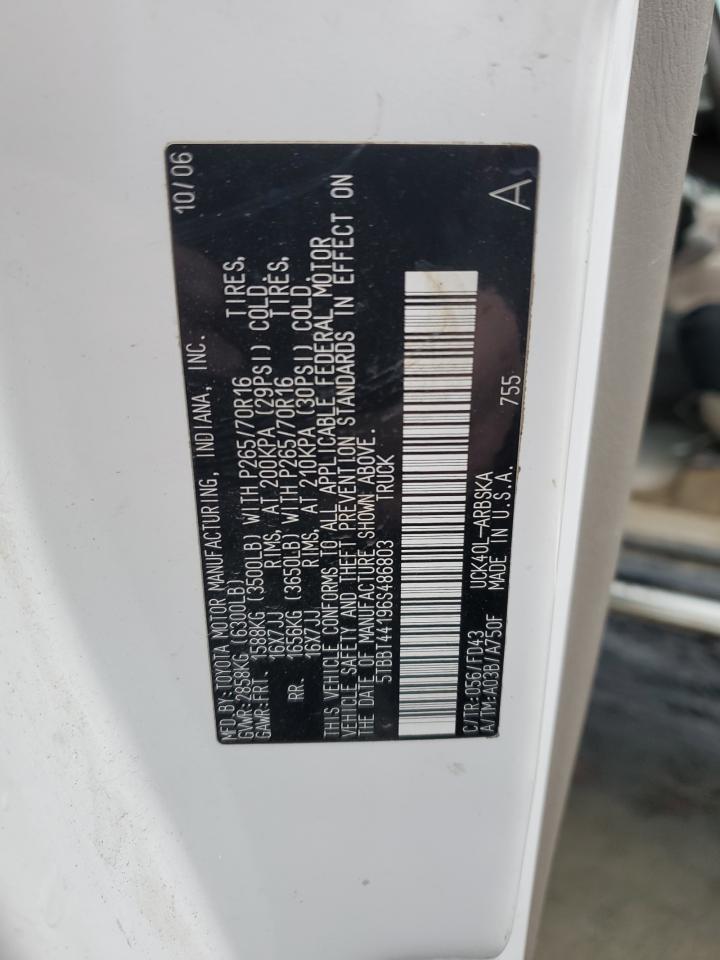 MFD.BY:TOYOTA MOTOR MANUFACTURING, INDIANA, INC. 10/06
GVWR:2858KG (6300LB)
GAWR:FRT. 1588KG (3500LB) WITH P265/70R16 TIRES,
16X7JJ RIMS, AT 200KPA (29PSI) COLD
RR. 1656KG (3650LB) WITH P265/70R16 TIRES,
16X7JJ RIMS, AT 210KPA (30PSI) COLD.
THIS VEHICLE CONFORMS TO ALL APPLICABLE FEDERAL MOTOR
VEHICLE SAFETY AND THEFT PREVENTION STANDARDS IN EFFECT ON
THE DATE OF MANUFACTURE SHOWN ABOVE.
5TBBT44196S486803 TRUCK
C/TR:056/FD43 UCK40L-ARBSKA 755
A/TM:A03B/A750F MADE IN U.S.A. A